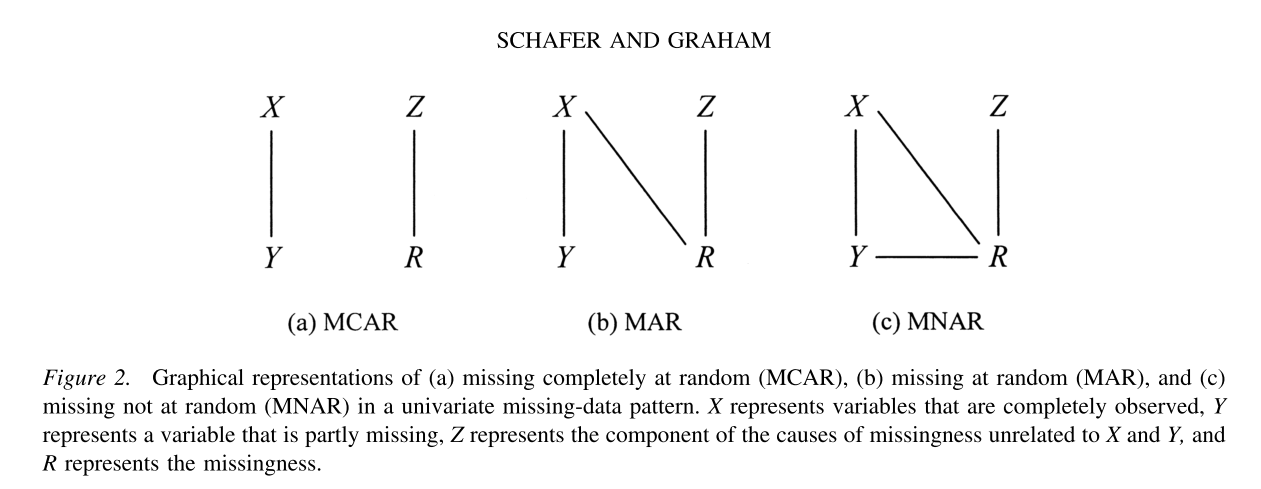 SCHAFER AND GRAHAM
X Z X Z X Z
Y R Y R Y R
(a) MCAR (b) MAR (c) MNAR
Figure 2. Graphical representations of (a) missing completely at random (MCAR), (b) missing at random (MAR), and (c)
missing not at random (MNAR) in a univariate missing-data pattern. X represents variables that are completely observed, Y
represents a variable that is partly missing, Z represents the component of the causes of missingness unrelated to X and Y, and
R represents the missingness.